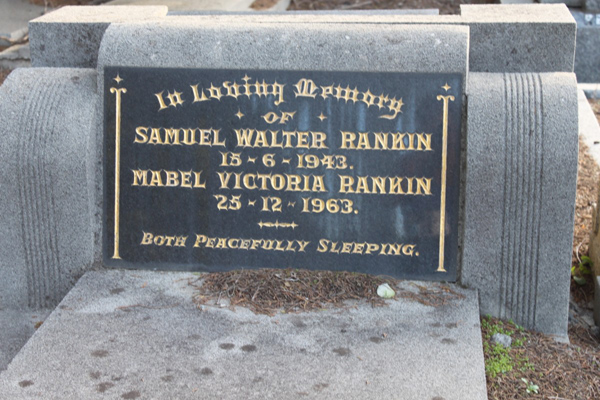 In Loving Memory
OF
SAMUEL WALTER RANKIN
15-6-1943.
MABEL VICTORIA RANKIN
25-12-1963.
BOTH PEACEFULLY SLEEPING.